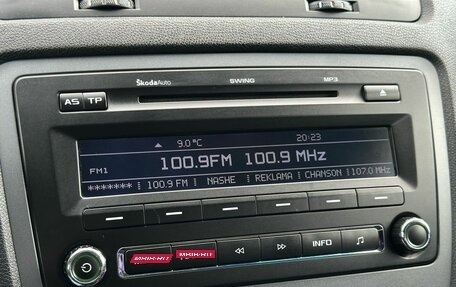 ŠkodaAuto SWING MP3
AS TP
9.0°C 20:23
FM1 100.9FM 100.9 MHz
******* 100.9 FM NASHE REKLAMA CHANSON 107.0 MHz
INFO